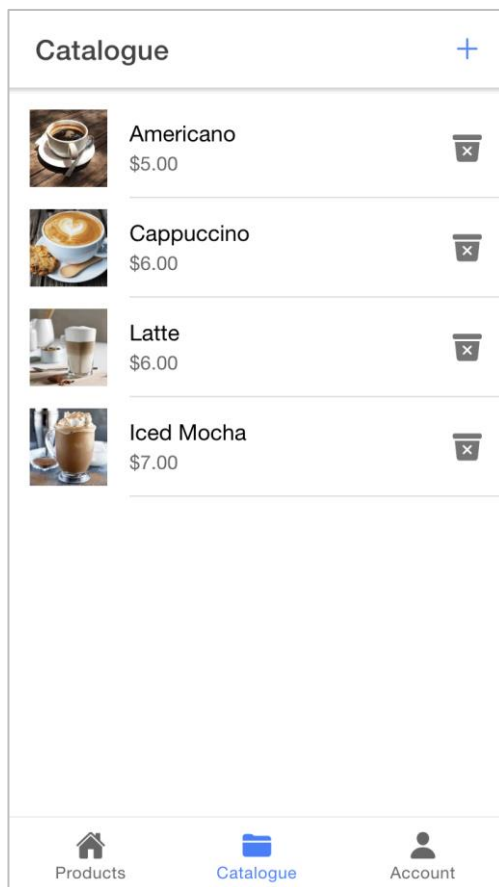 Catalogue
Americano
$5.00
Cappuccino
$6.00
Latte
$6.00
Iced Mocha
$7.00
Products Catalogue Account